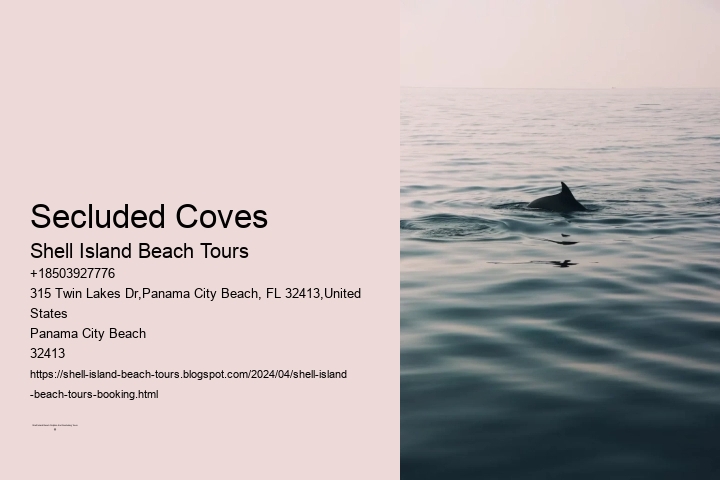 Secluded Coves
Shell Island Beach Tours
+18503927776
315 Twin Lakes Dr,Panama City Beach, FL 32413,United
States
Panama City Beach
32413
https://shell-island-beach-tours.blogspot.com/2024/04/shell-island
-beach-tours-booking.html